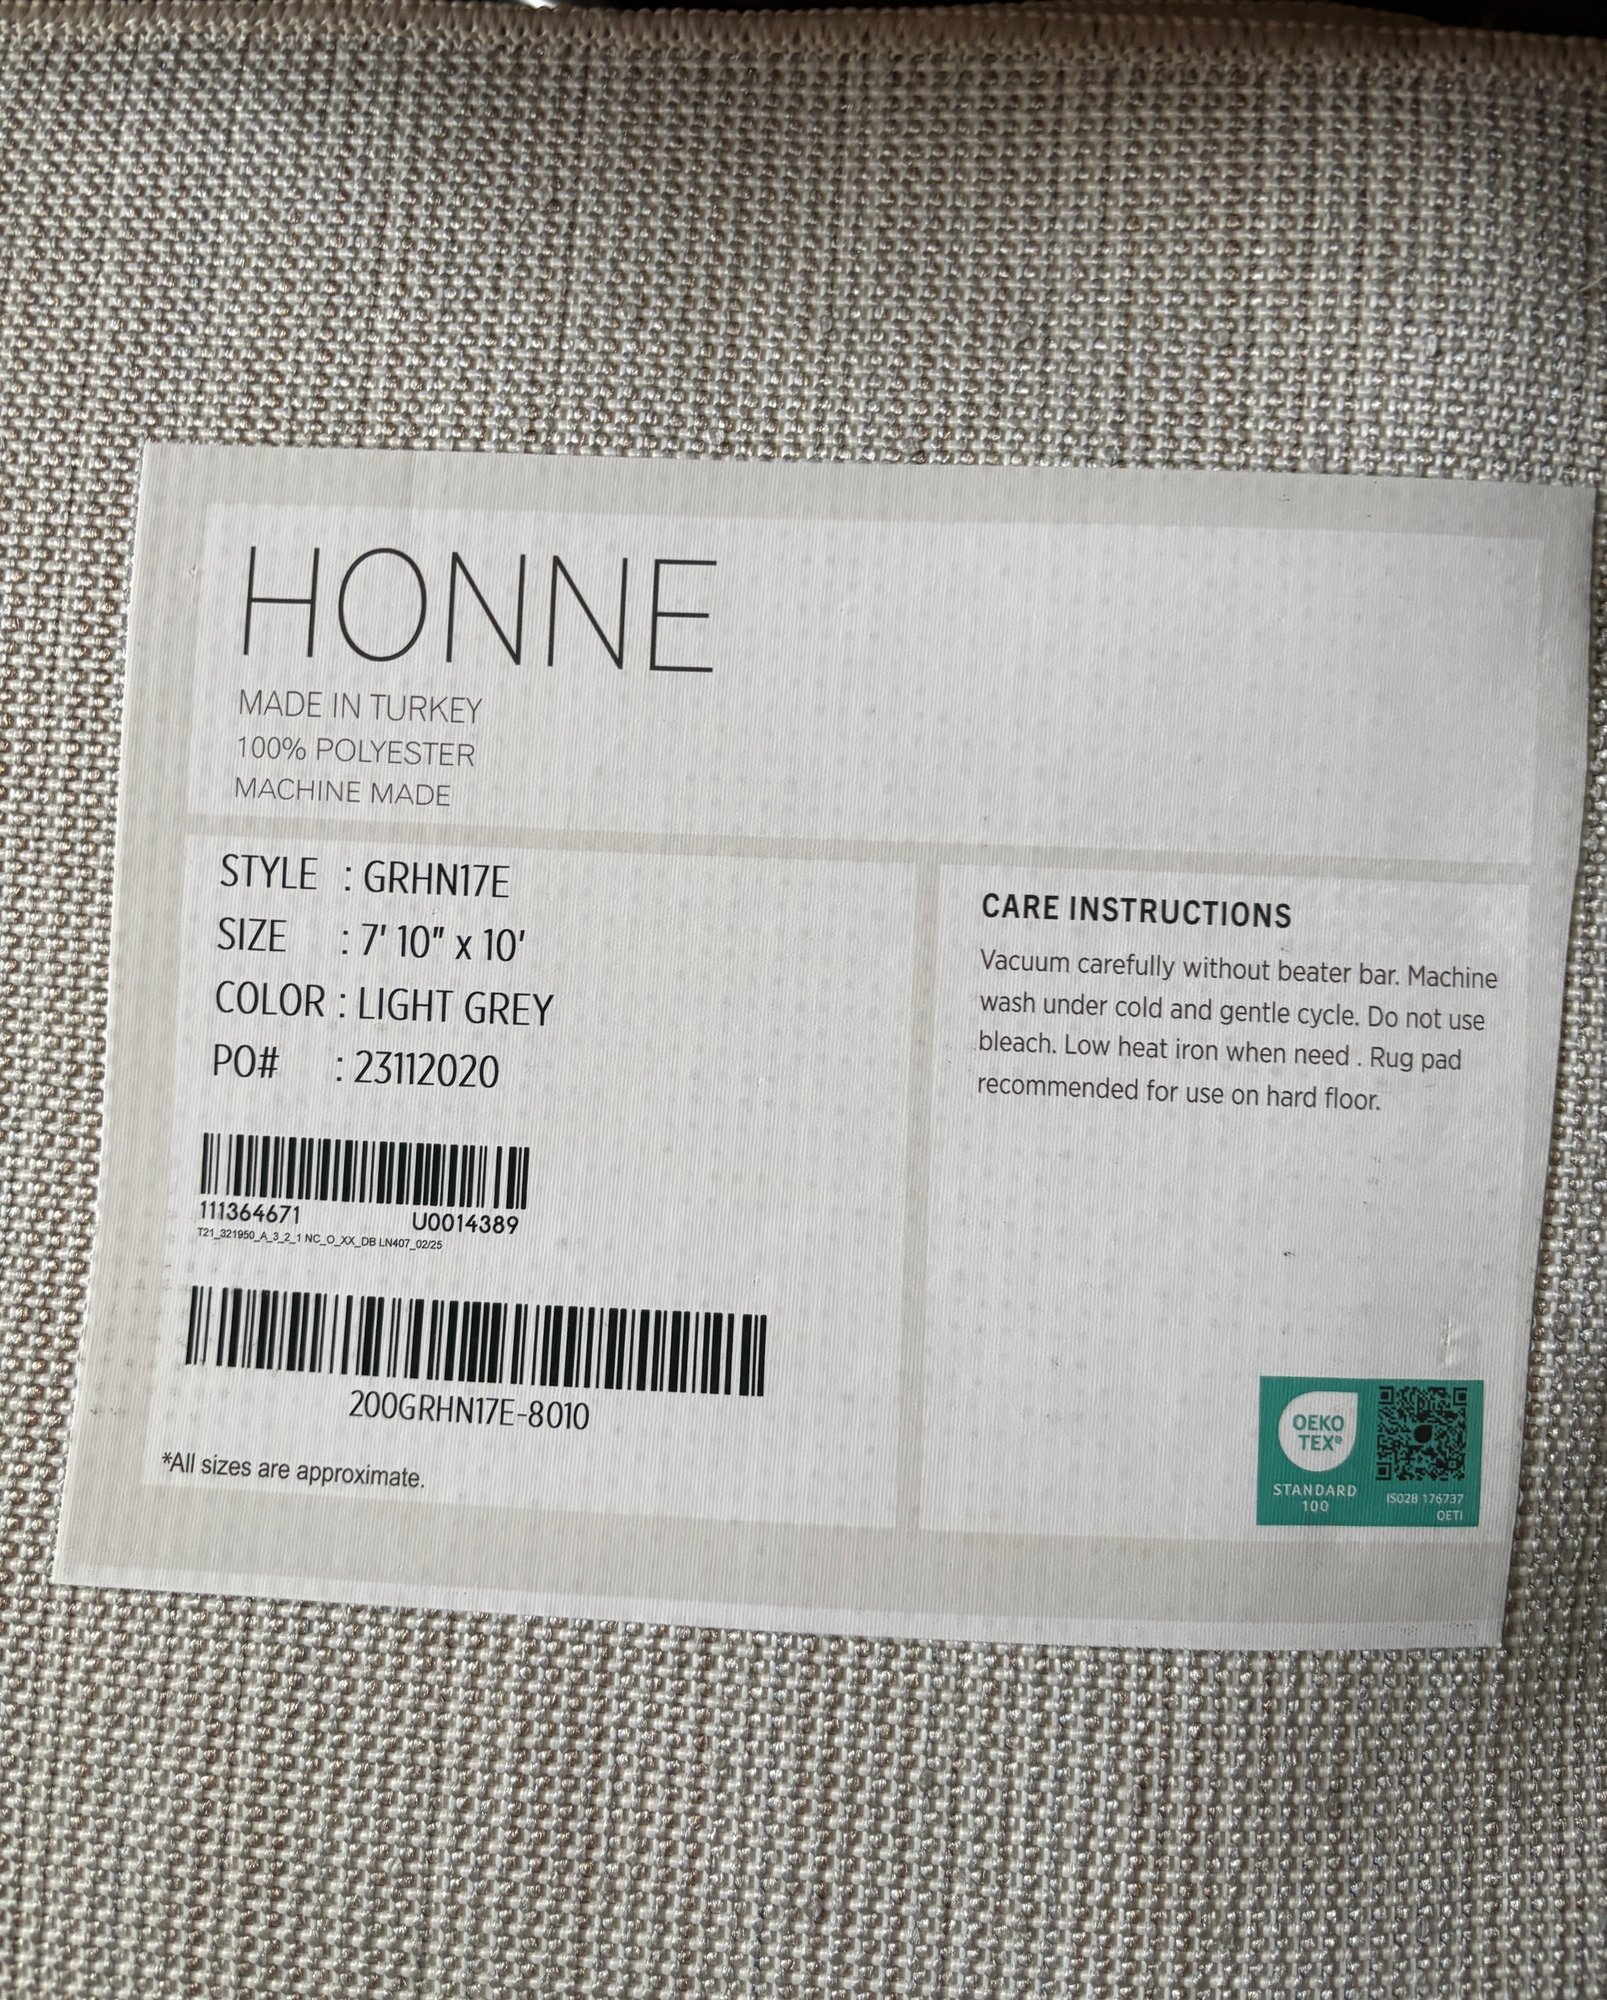 HONNE
MADE IN TURKEY
100% POLYESTER
MACHINE MADE
STYLE : GRHN17E
SIZE : 7' 10" x 10'
COLOR : LIGHT GREY
PO# : 23112020
111364671 U0014389
T21_321950_A_3_2_1 NC_O_XX_DB LN407_02/25
200GRHN17E-8010
*All sizes are approximate.
CARE INSTRUCTIONS
Vacuum carefully without beater bar. Machine
wash under cold and gentle cycle. Do not use
bleach. Low heat iron when need . Rug pad
recommended for use on hard floor.
OEKO
TEX®
STANDARD
100
IS028 176737
OETI